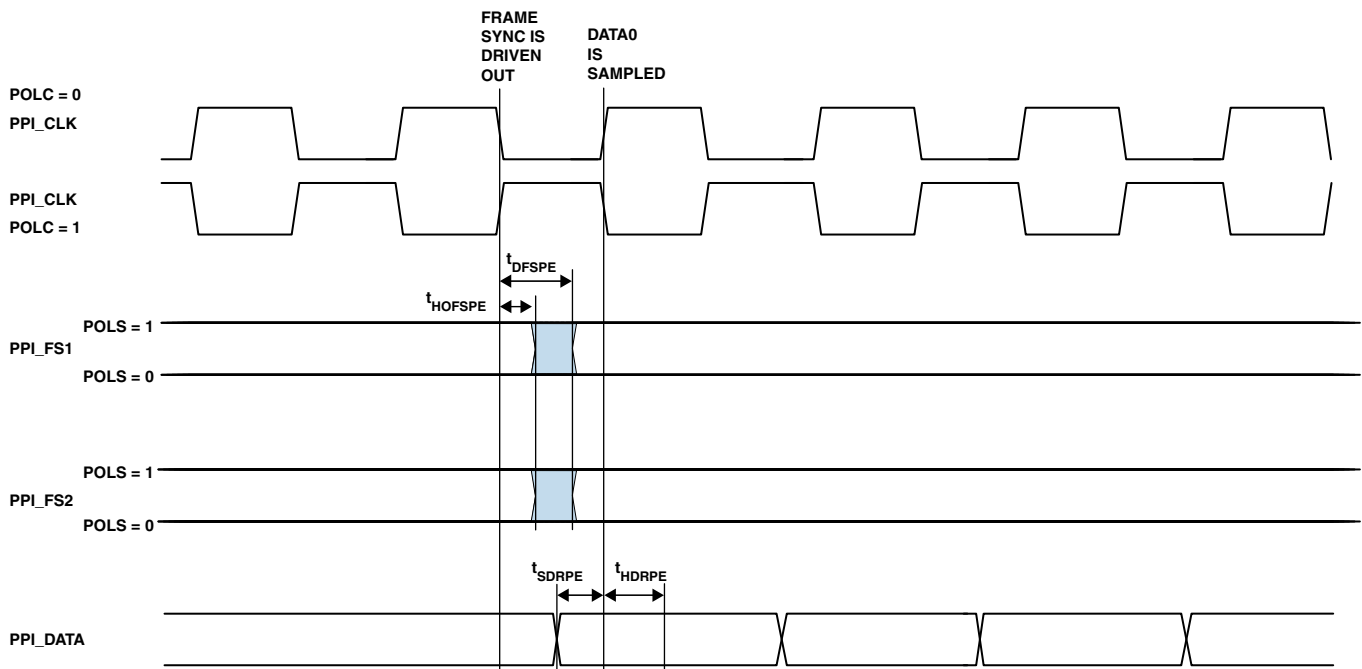 FRAME
SYNC IS
DRIVEN
OUT
DATA0
IS
SAMPLED
POLC = 0
PPI_CLK
PPI_CLK
POLC = 1
tDFSPE
tHOFSPE
POLS = 1
PPI_FS1
POLS = 0
POLS = 1
PPI_FS2
POLS = 0
tSDRPE
tHDRPE
PPI_DATA